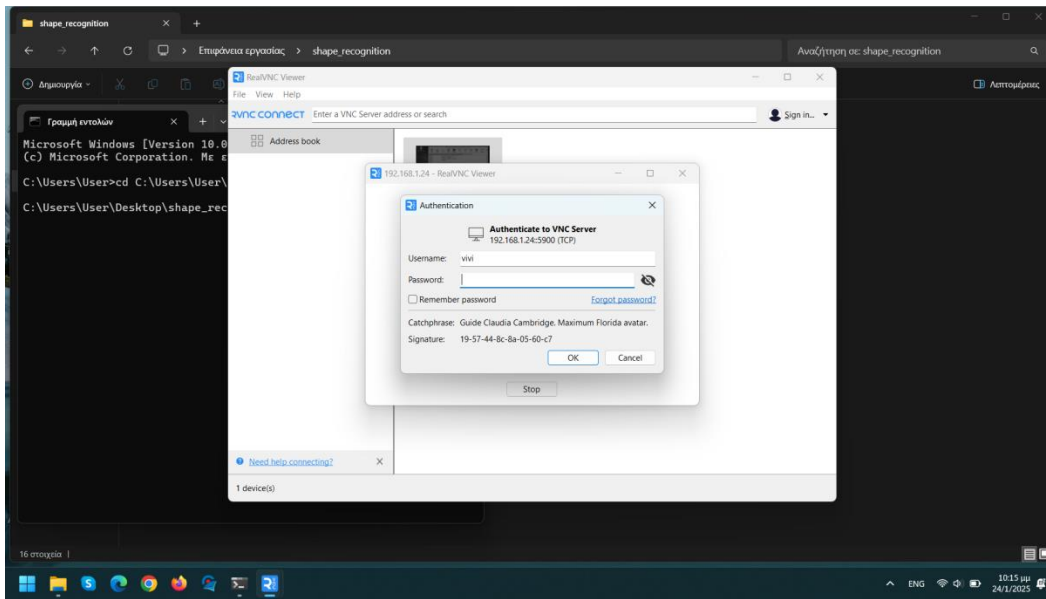 shape_recognition
Επιφάνεια εργασίας > shape_recognition
Αναζήτηση σε: shape_recognition
Δημιουργία
Λεπτομέρειες
RealVNC Viewer
File View Help
RVNC CONNECT Enter a VNC Server address or search
Sign in...
Address book
Γραμμή εντολών
Microsoft Windows [Version 10.0
(c) Microsoft Corporation. Με ε
C:\Users\User>cd C:\Users\User\
C:\Users\User\Desktop\shape_rec
192.168.1.24 - RealVNC Viewer
Authentication
Authenticate to VNC Server
192.168.1.24::5900 (TCP)
Username: vivi
Password:
Remember password
Forgot password?
Catchphrase: Guide Claudia Cambridge. Maximum Florida avatar.
Signature: 19-57-44-8c-8a-05-60-c7
OK Cancel
Stop
Need help connecting?
1 device(s)
16 στοιχεία
ENG
10:15 μμ
24/1/2025